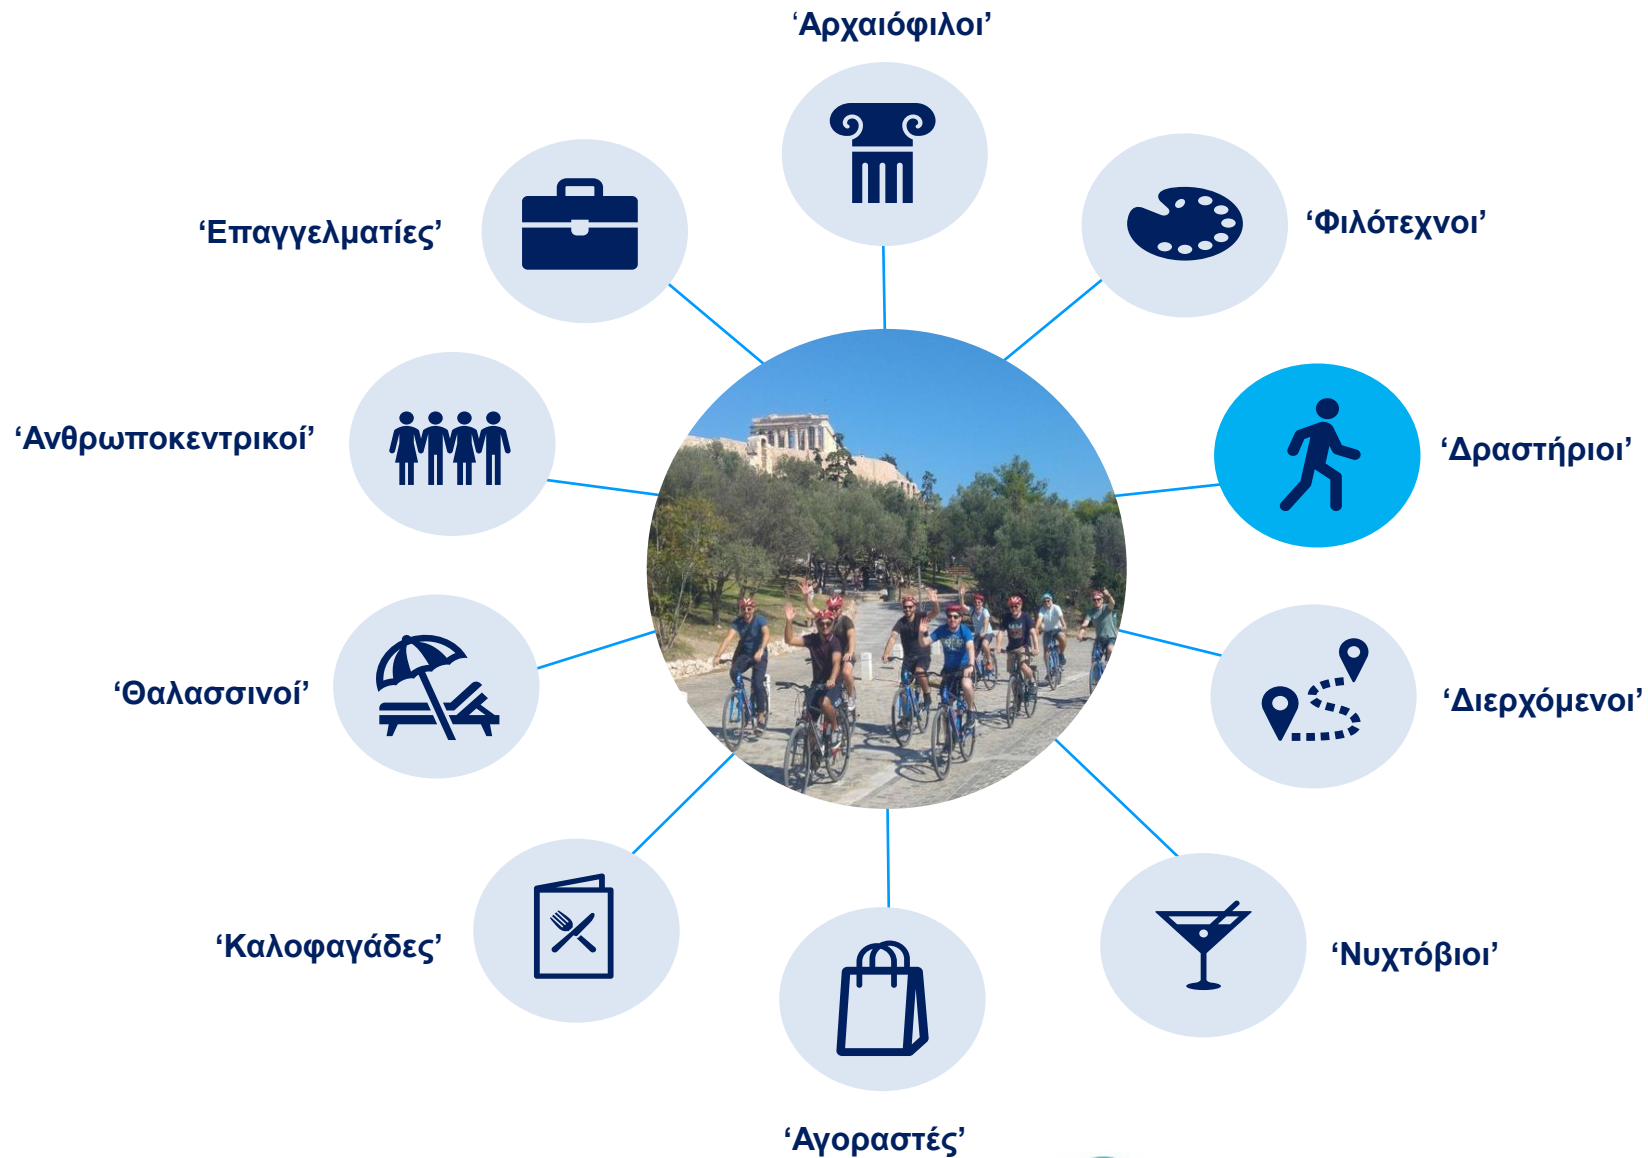 ‘Αρχαιόφιλοι’
‘Φιλότεχνοι’
‘Δραστήριοι’
‘Διερχόμενοι’
‘Νυχτόβιοι’
‘Αγοραστές’
‘Καλοφαγάδες’
‘Θαλασσινοί’
‘Ανθρωποκεντρικοί’
‘Επαγγελματίες’